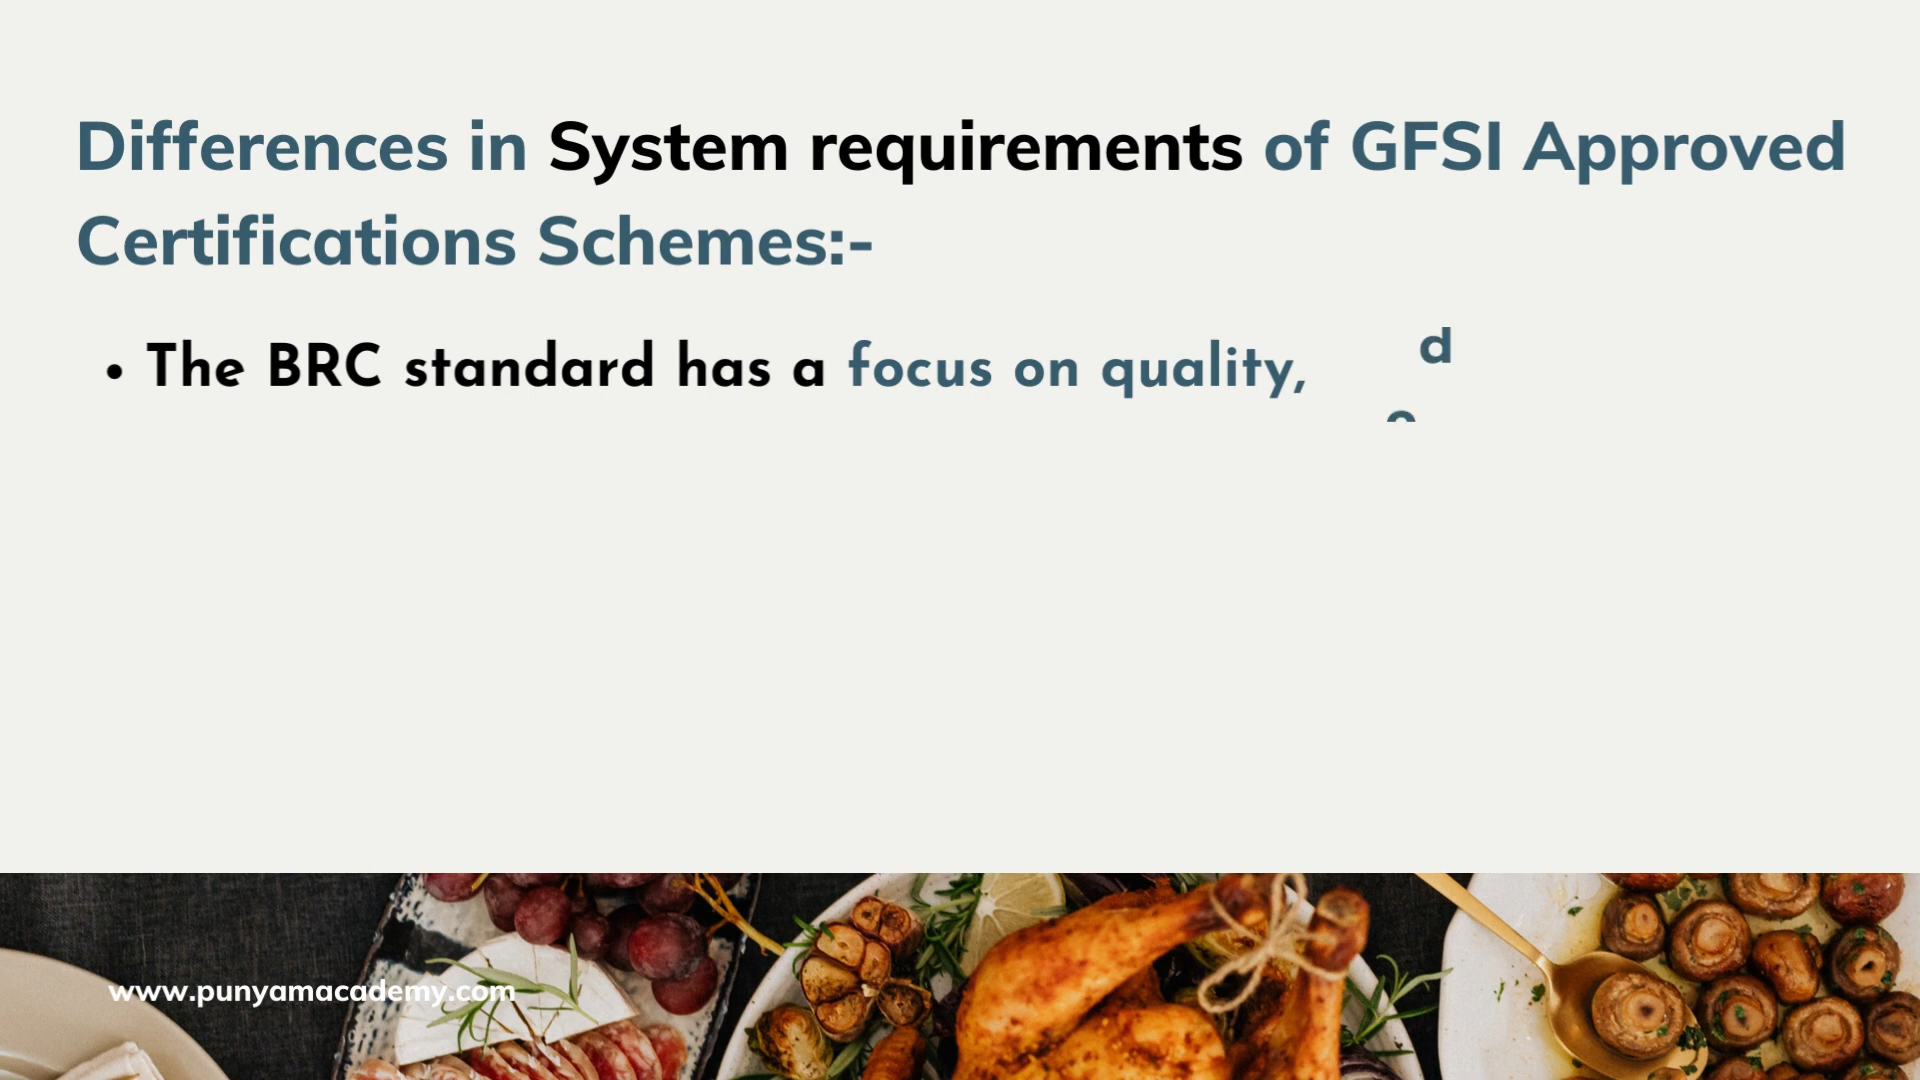 Differences in System requirements of GFSI Approved
Certifications Schemes:-
• The BRC standard has a focus on quality,
d
www.punyamacademy.com